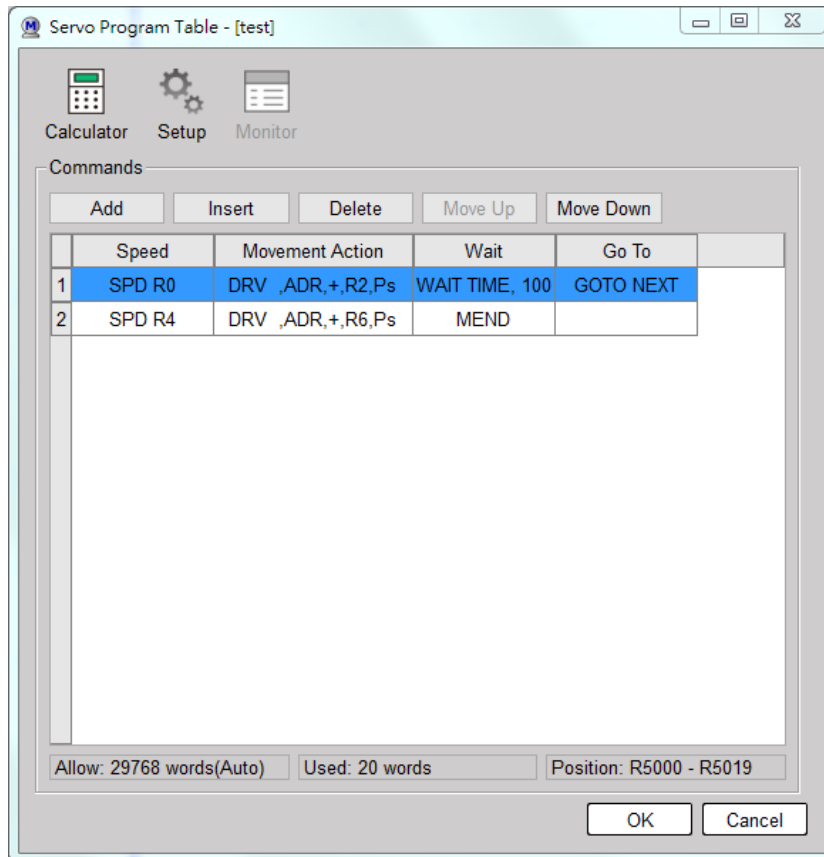 M Servo Program Table - [test]
Calculator Setup Monitor
Commands
Add Insert Delete Move Up Move Down
Speed Movement Action Wait Go To
1 SPD R0 DRV ,ADR,+,R2,Ps WAIT TIME, 100 GOTO NEXT
2 SPD R4 DRV ,ADR,+,R6,Ps MEND
Allow: 29768 words(Auto) Used: 20 words Position: R5000 - R5019
OK Cancel